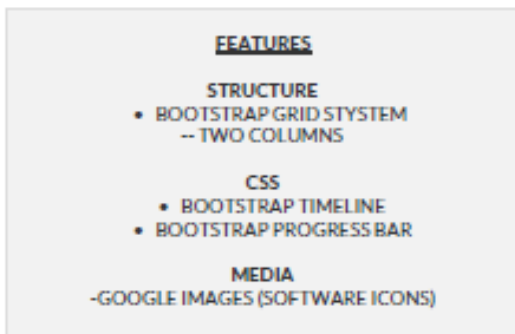 FEATURES
STRUCTURE
• BOOTSTRAP GRID STYSTEM
-- TWO COLUMNS
CSS
• BOOTSTRAP TIMELINE
• BOOTSTRAP PROGRESS BAR
MEDIA
-GOOGLE IMAGES (SOFTWARE ICONS)